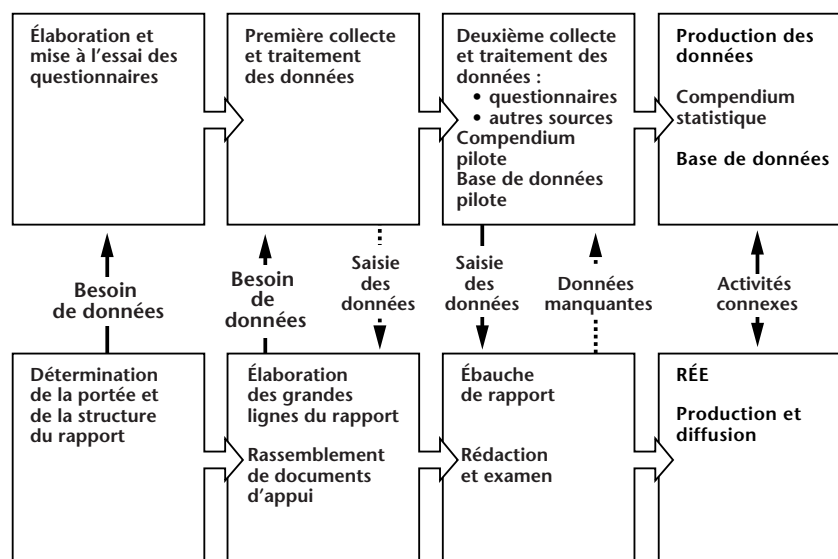 Élaboration et
mise à l'essai des
questionnaires
Première collecte
et traitement
des données
Deuxième collecte
et traitement des
données :
• questionnaires
• autres sources
Compendium
pilote
Base de données
pilote
Production des
données
Compendium
statistique
Base de données
Besoin
de données
Besoin
de
données
Saisie
des
données
Saisie
des
données
Données
manquantes
Activités
connexes
Détermination
de la portée et
de la structure
du rapport
Élaboration
des grandes
lignes du rapport
Rassemblement
de documents
d'appui
Ébauche
de rapport
Rédaction
et examen
RÉE
Production et
diffusion